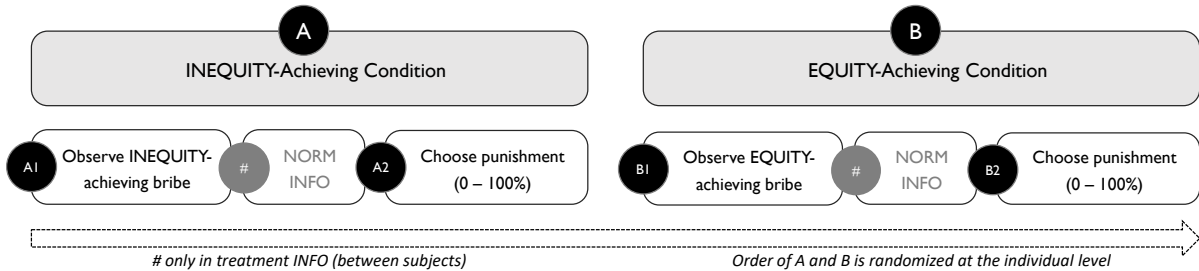 A
INEQUITY-Achieving Condition
A1
Observe INEQUITY-
achieving bribe
#
NORM
INFO
A2
Choose punishment
(0 – 100%)
B
EQUITY-Achieving Condition
B1
Observe EQUITY-
achieving bribe
#
NORM
INFO
B2
Choose punishment
(0 – 100%)
# only in treatment INFO (between subjects)
Order of A and B is randomized at the individual level